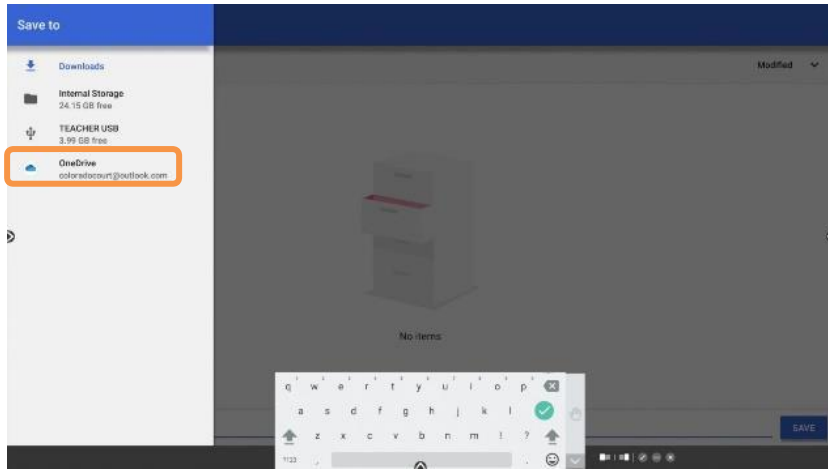 Save to
Downloads
Modified
Internal Storage
24.15 GB free
TEACHER USB
3.99 GB free
OneDrive
coloradocourt@outlook.com
No items
q w e r t y u i o p
a s d f g h j k l
z x c v b n m ! ?
SAVE
?123 , .